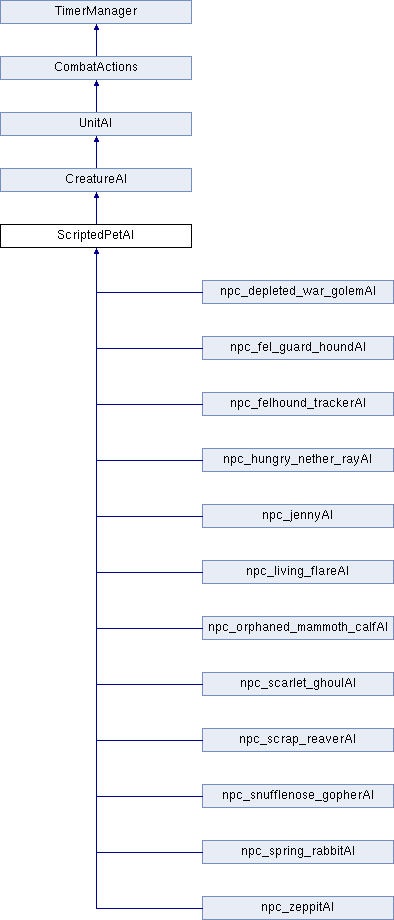 TimerManager
CombatActions
UnitAI
CreatureAI
ScriptedPetAI
npc_depleted_war_golemAI
npc_fel_guard_houndAI
npc_felhound_trackerAI
npc_hungry_nether_rayAI
npc_jennyAI
npc_living_flareAI
npc_orphaned_mammoth_calfAI
npc_scarlet_ghoulAI
npc_scrap_reaverAI
npc_snufflenose_gopherAI
npc_spring_rabbitAI
npc_zeppitAI